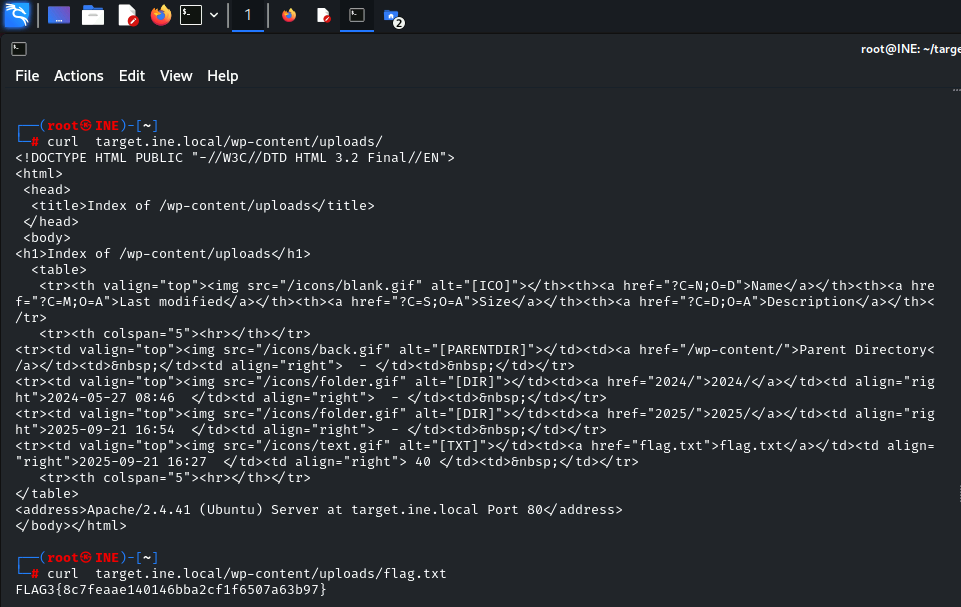 1
2
root@INE: ~/targe
File Actions Edit View Help
┌──(root㉿INE)-[~]
└─# curl  target.ine.local/wp-content/uploads/
<!DOCTYPE HTML PUBLIC "-//W3C//DTD HTML 3.2 Final//EN">
<html>
 <head>
  <title>Index of /wp-content/uploads</title>
 </head>
 <body>
<h1>Index of /wp-content/uploads</h1>
  <table>
   <tr><th valign="top"><img src="/icons/blank.gif" alt="[ICO]"></th><th><a href="?C=N;O=D">Name</a></th><th><a hre
f="?C=M;O=A">Last modified</a></th><th><a href="?C=S;O=A">Size</a></th><th><a href="?C=D;O=A">Description</a></th><
/tr>
   <tr><th colspan="5"><hr></th></tr>
<tr><td valign="top"><img src="/icons/back.gif" alt="[PARENTDIR]"></td><td><a href="/wp-content/">Parent Directory<
/a></td><td>&nbsp;</td><td align="right">  - </td><td>&nbsp;</td></tr>
<tr><td valign="top"><img src="/icons/folder.gif" alt="[DIR]"></td><td><a href="2024/">2024/</a></td><td align="rig
ht">2024-05-27 08:46  </td><td align="right">  - </td><td>&nbsp;</td></tr>
<tr><td valign="top"><img src="/icons/folder.gif" alt="[DIR]"></td><td><a href="2025/">2025/</a></td><td align="rig
ht">2025-09-21 16:54  </td><td align="right">  - </td><td>&nbsp;</td></tr>
<tr><td valign="top"><img src="/icons/text.gif" alt="[TXT]"></td><td><a href="flag.txt">flag.txt</a></td><td align=
"right">2025-09-21 16:27  </td><td align="right"> 40 </td><td>&nbsp;</td></tr>
   <tr><th colspan="5"><hr></th></tr>
</table>
<address>Apache/2.4.41 (Ubuntu) Server at target.ine.local Port 80</address>
</body></html>
┌──(root㉿INE)-[~]
└─# curl  target.ine.local/wp-content/uploads/flag.txt
FLAG3{8c7feaae140146bba2cf1f6507a63b97}